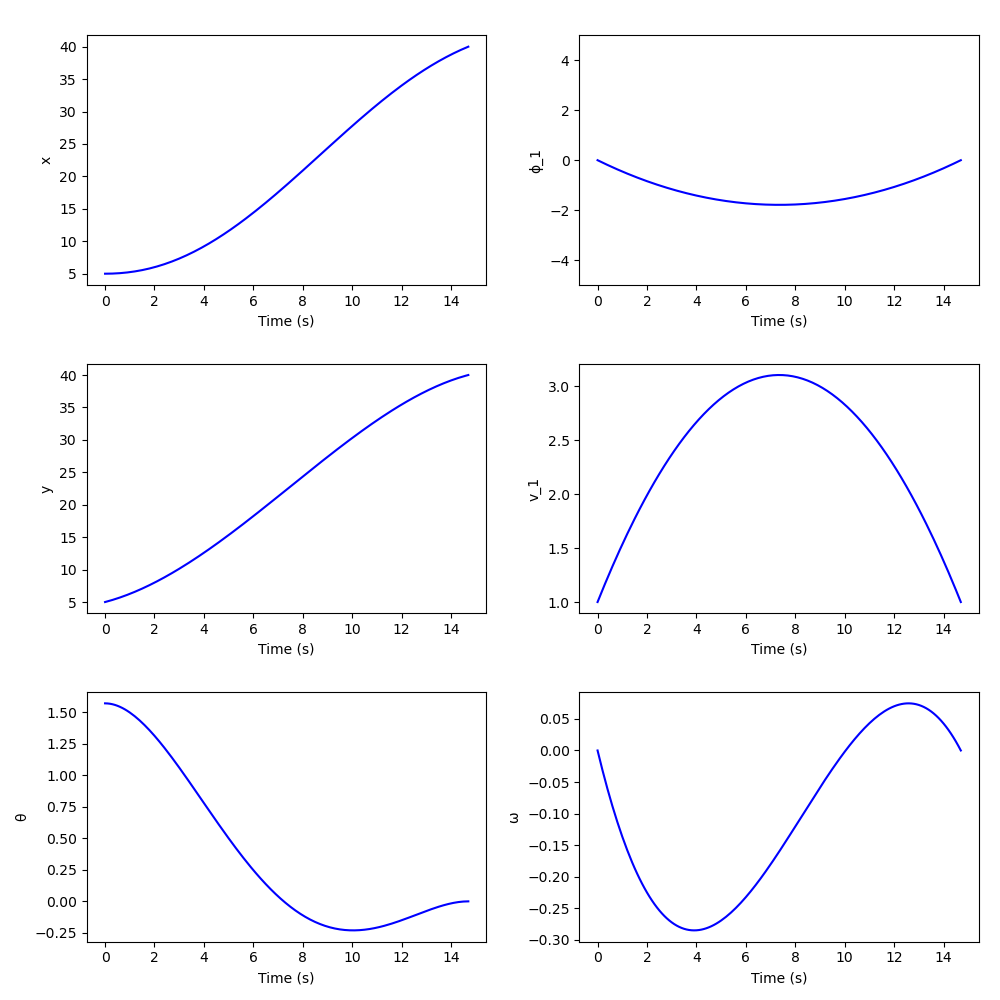 40
35
30
25
20
15
10
5
x
0 2 4 6 8 10 12 14
Time (s)
4
2
0
−2
−4
ϕ_1
0 2 4 6 8 10 12 14
Time (s)
40
35
30
25
20
15
10
5
y
0 2 4 6 8 10 12 14
Time (s)
3.0
2.5
2.0
1.5
1.0
v_1
0 2 4 6 8 10 12 14
Time (s)
1.50
1.25
1.00
0.75
0.50
0.25
0.00
−0.25
θ
0 2 4 6 8 10 12 14
Time (s)
0.05
0.00
−0.05
−0.10
−0.15
−0.20
−0.25
−0.30
ω
0 2 4 6 8 10 12 14
Time (s)